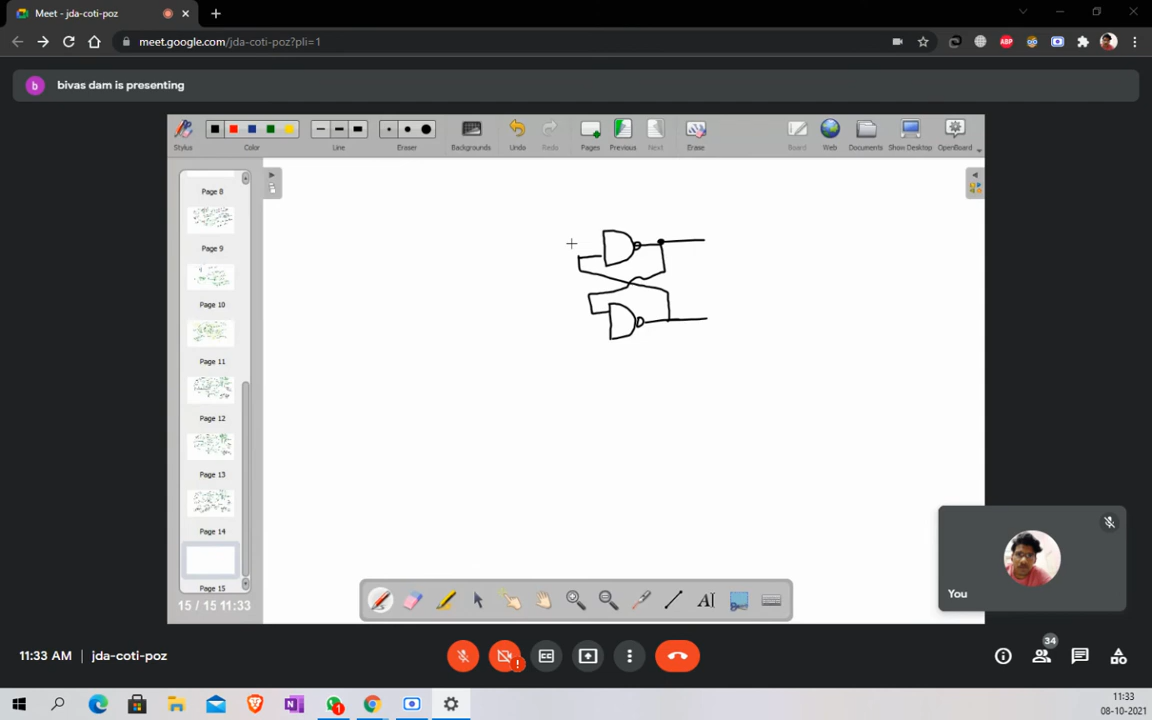 Meet - jda-coti-poz
meet.google.com/jda-coti-poz?pli=1
ABP
b
bivas dam is presenting
Stylus
Color
Line
Eraser
Backgrounds
Undo
Redo
Pages
Previous
Next
Erase
Board
Web
Documents
Show Desktop
OpenBoard
Page 8
Page 9
Page 10
Page 11
Page 12
Page 13
Page 14
Page 15
15 / 15 11:33
You
11:33 AM
jda-coti-poz
34
1
11:33
08-10-2021